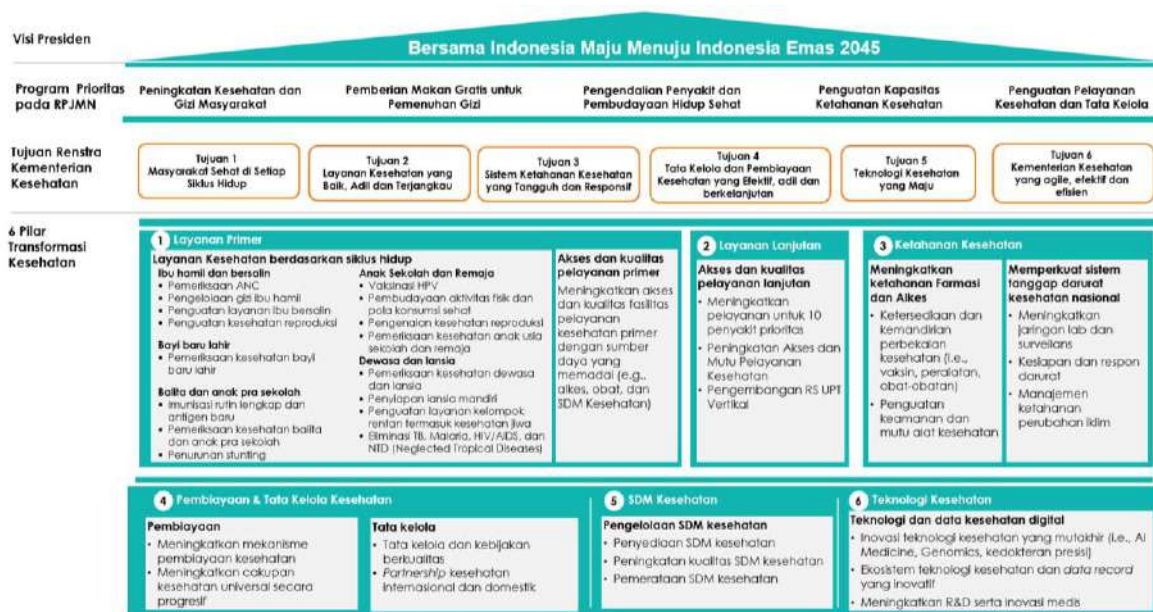 Visi Presiden
Bersama Indonesia Maju Menuju Indonesia Emas 2045
Program Prioritas
pada RPJMN
Peningkatan Kesehatan dan
Gizi Masyarakat
Pemberian Makan Gratis untuk
Pemenuhan Gizi
Pengendalian Penyakit dan
Pembudayaan Hidup Sehat
Penguatan Kapasitas
Ketahanan Kesehatan
Penguatan Pelayanan
Kesehatan dan Tata Kelola
Tujuan Renstra
Kementerian
Kesehatan
Tujuan 1
Masyarakat Sehat di Setiap
Siklus Hidup
Tujuan 2
Layanan Kesehatan yang
Baik, Adil dan Terjangkau
Tujuan 3
Sistem Ketahanan Kesehatan
yang Tangguh dan Responsif
Tujuan 4
Tata Kelola dan Pembiayaan
Kesehatan yang Efektif, adil dan
berkelanjutan
Tujuan 5
Teknologi Kesehatan
yang Maju
Tujuan 6
Kementerian Kesehatan
yang agile, efektif dan
efisien
6 Pilar
Transformasi
Kesehatan
1 Layanan Primer
Layanan Kesehatan berdasarkan siklus hidup
Ibu hamil dan bersalin
• Pemeriksaan ANC
• Pengelolaan gizi ibu hamil
• Penguatan layanan ibu bersalin
• Penguatan kesehatan reproduksi
Bayi baru lahir
• Pemeriksaan kesehatan bayi
baru lahir
Balita dan anak pra sekolah
• Imunisasi rutin lengkap dan
antigen baru
• Pemeriksaan kesehatan balita
dan anak pra sekolah
• Penurunan stunting
Anak Sekolah dan Remaja
• Vaksinasi HPV
• Pembudayaan aktivitas fisik dan
pola konsumsi sehat
• Pengenalan kesehatan reproduksi
• Pemeriksaan kesehatan anak usia
sekolah dan remaja
Dewasa dan lansia
• Pemeriksaan kesehatan dewasa
dan lansia
• Penyiapan lansia mandiri
• Penguatan layanan kelompok
rentan termasuk kesehatan jiwa
• Eliminasi TB, Malaria, HIV/AIDS, dan
NTD (Neglected Tropical Diseases)
Akses dan kualitas
pelayanan primer
Meningkatkan akses
dan kualitas fasilitas
pelayanan
kesehatan primer
dengan sumber
daya yang
memadai (e.g.,
alkes, obat, dan
SDM Kesehatan)
2 Layanan Lanjutan
Akses dan kualitas
pelayanan lanjutan
• Meningkatkan
pelayanan untuk 10
penyakit prioritas
• Peningkatan Akses dan
Mutu Pelayanan
Kesehatan
• Pengembangan RS UPT
Vertikal
3 Ketahanan Kesehatan
Meningkatkan
ketahanan Farmasi
dan Alkes
• Ketersediaan dan
kemandirian
perbekalan
kesehatan (i.e.,
vaksin, peralatan,
obat-obatan)
• Penguatan
keamanan dan
mutu alat kesehatan
Memperkuat sistem
tanggap darurat
kesehatan nasional
• Meningkatkan
jaringan lab dan
surveilans
• Kesiapan dan respon
darurat
• Manajemen
ketahanan
perubahan iklim
4 Pembiayaan & Tata Kelola Kesehatan
Pembiayaan
• Meningkatkan mekanisme
pembiayaan kesehatan
• Meningkatkan cakupan
kesehatan universal secara
progresif
Tata kelola
• Tata kelola dan kebijakan
berkualitas
• Partnership kesehatan
internasional dan domestik
5 SDM Kesehatan
Pengelolaan SDM kesehatan
• Penyediaan SDM kesehatan
• Peningkatan kualitas SDM kesehatan
• Pemerataan SDM kesehatan
6 Teknologi Kesehatan
Teknologi dan data kesehatan digital
• Inovasi teknologi kesehatan yang mutakhir (i.e., AI
Medicine, Genomics, kedokteran presisi)
• Ekosistem teknologi kesehatan dan data record
yang inovatif
• Meningkatkan R&D serta inovasi medis